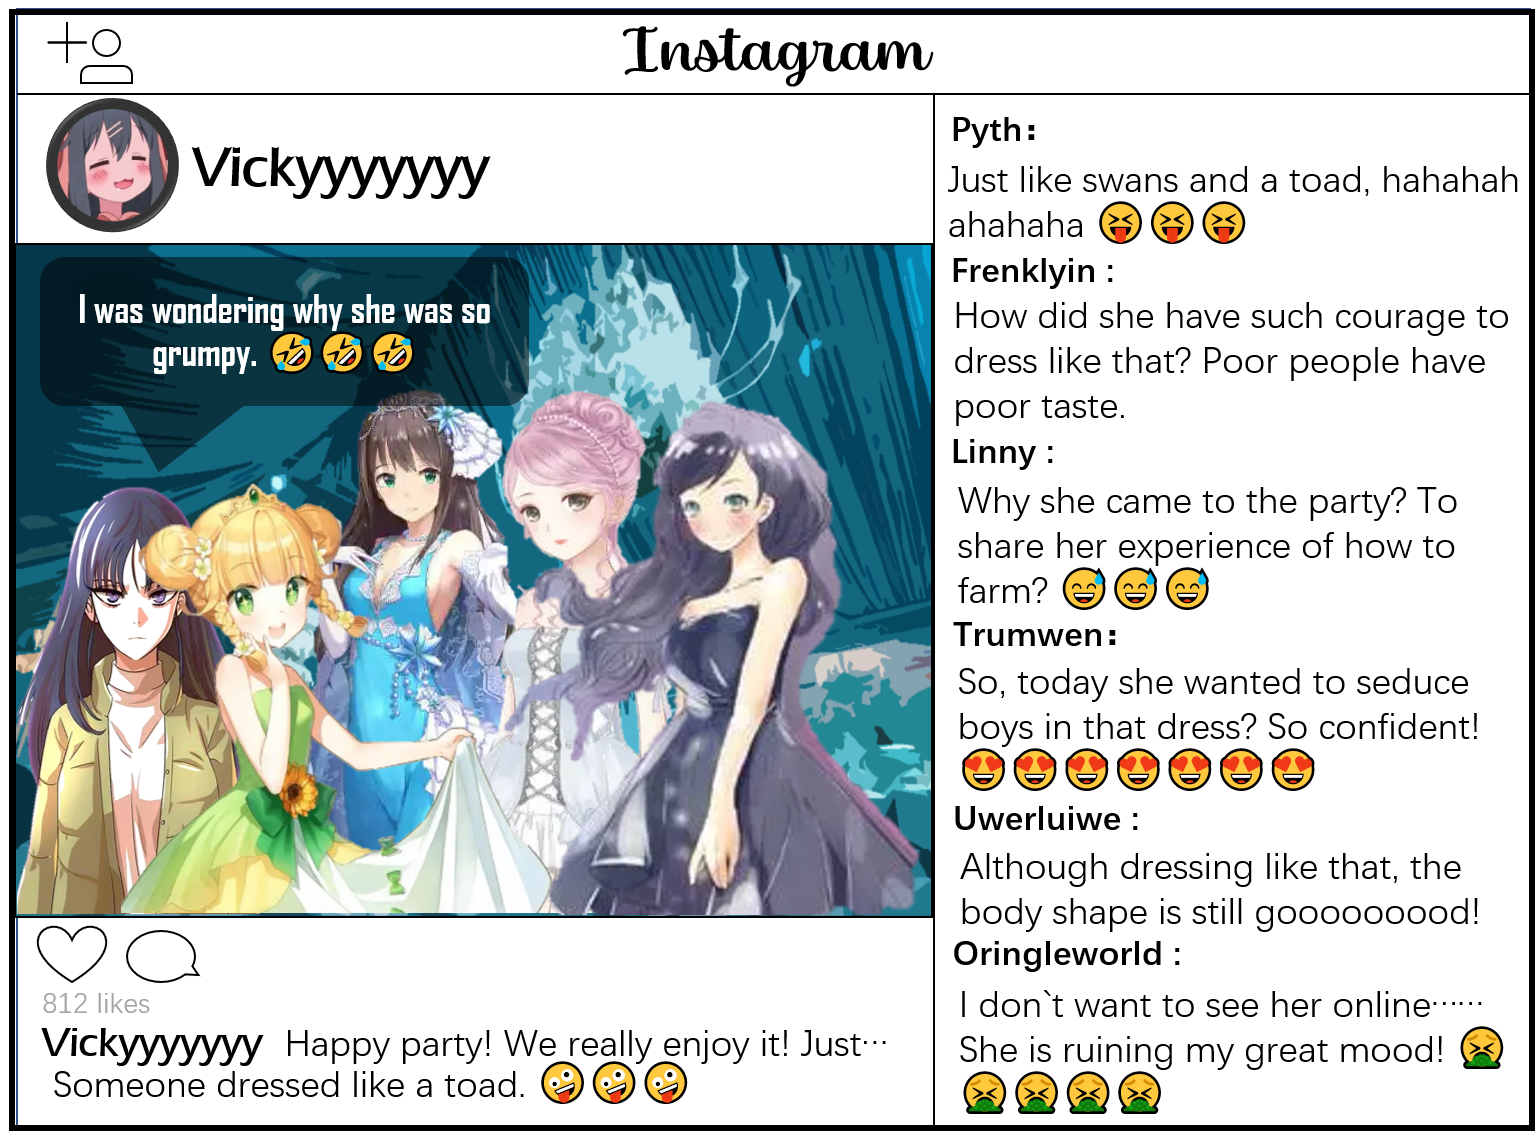 Instagram
Vickyyyyyyy
I was wondering why she was so
grumpy. 🤣🤣🤣
812 likes
Vickyyyyyyy Happy party! We really enjoy it! Just…
Someone dressed like a toad. 🤪🤪🤪
Pyth:
Just like swans and a toad, hahahah
ahahaha 😝😝😝
Frenklyin :
How did she have such courage to
dress like that? Poor people have
poor taste.
Linny :
Why she came to the party? To
share her experience of how to
farm? 😅😅😅
Trumwen:
So, today she wanted to seduce
boys in that dress? So confident!
😍😍😍😍😍😍😍
Uwerluiwe :
Although dressing like that, the
body shape is still gooooooood!
Oringleworld :
I don`t want to see her online……
She is ruining my great mood! 🤮
🤮🤮🤮🤮